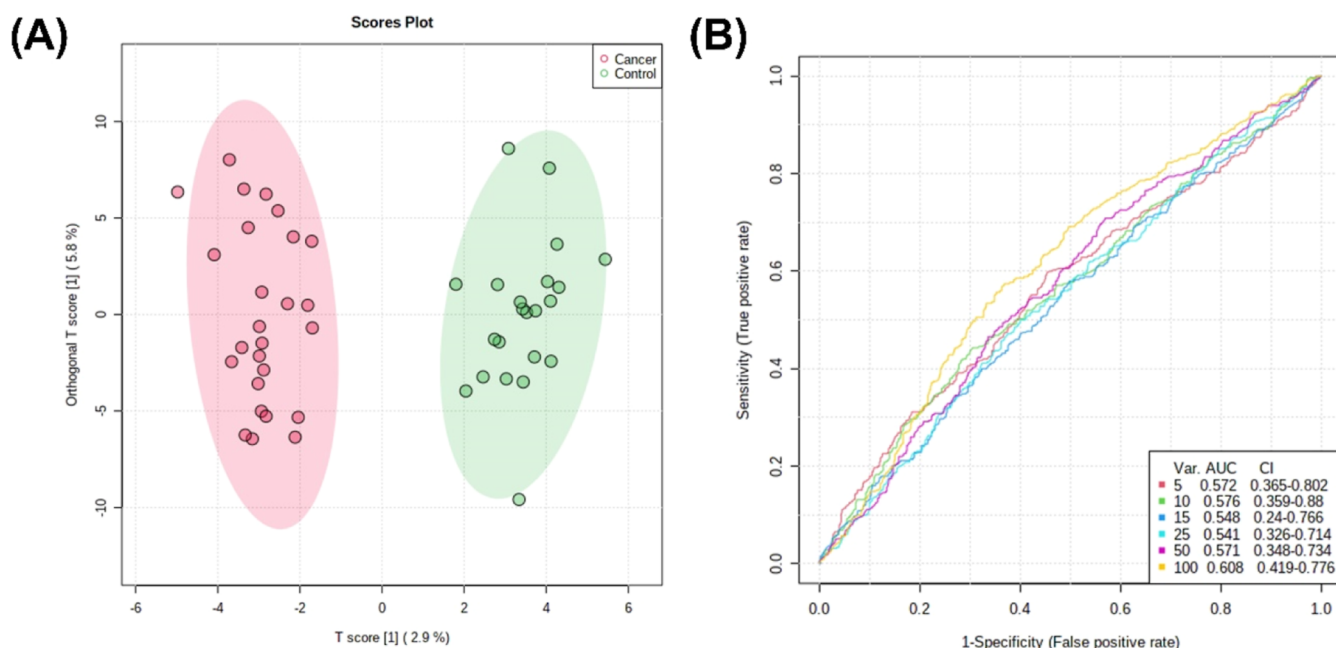 (A)
Scores Plot
Cancer
Control
Orthogonal T score [1] ( 5.8 %)
10
5
0
-5
-10
-6
-4
-2
0
2
4
6
T score [1] ( 2.9 %)
(B)
Sensitivity (True positive rate)
1.0
0.8
0.6
0.4
0.2
0.0
Var. AUC CI
5 0.572 0.365-0.802
10 0.576 0.359-0.88
15 0.548 0.24-0.766
25 0.541 0.326-0.714
50 0.571 0.348-0.734
100 0.608 0.419-0.776
0.0
0.2
0.4
0.6
0.8
1.0
1-Specificity (False positive rate)